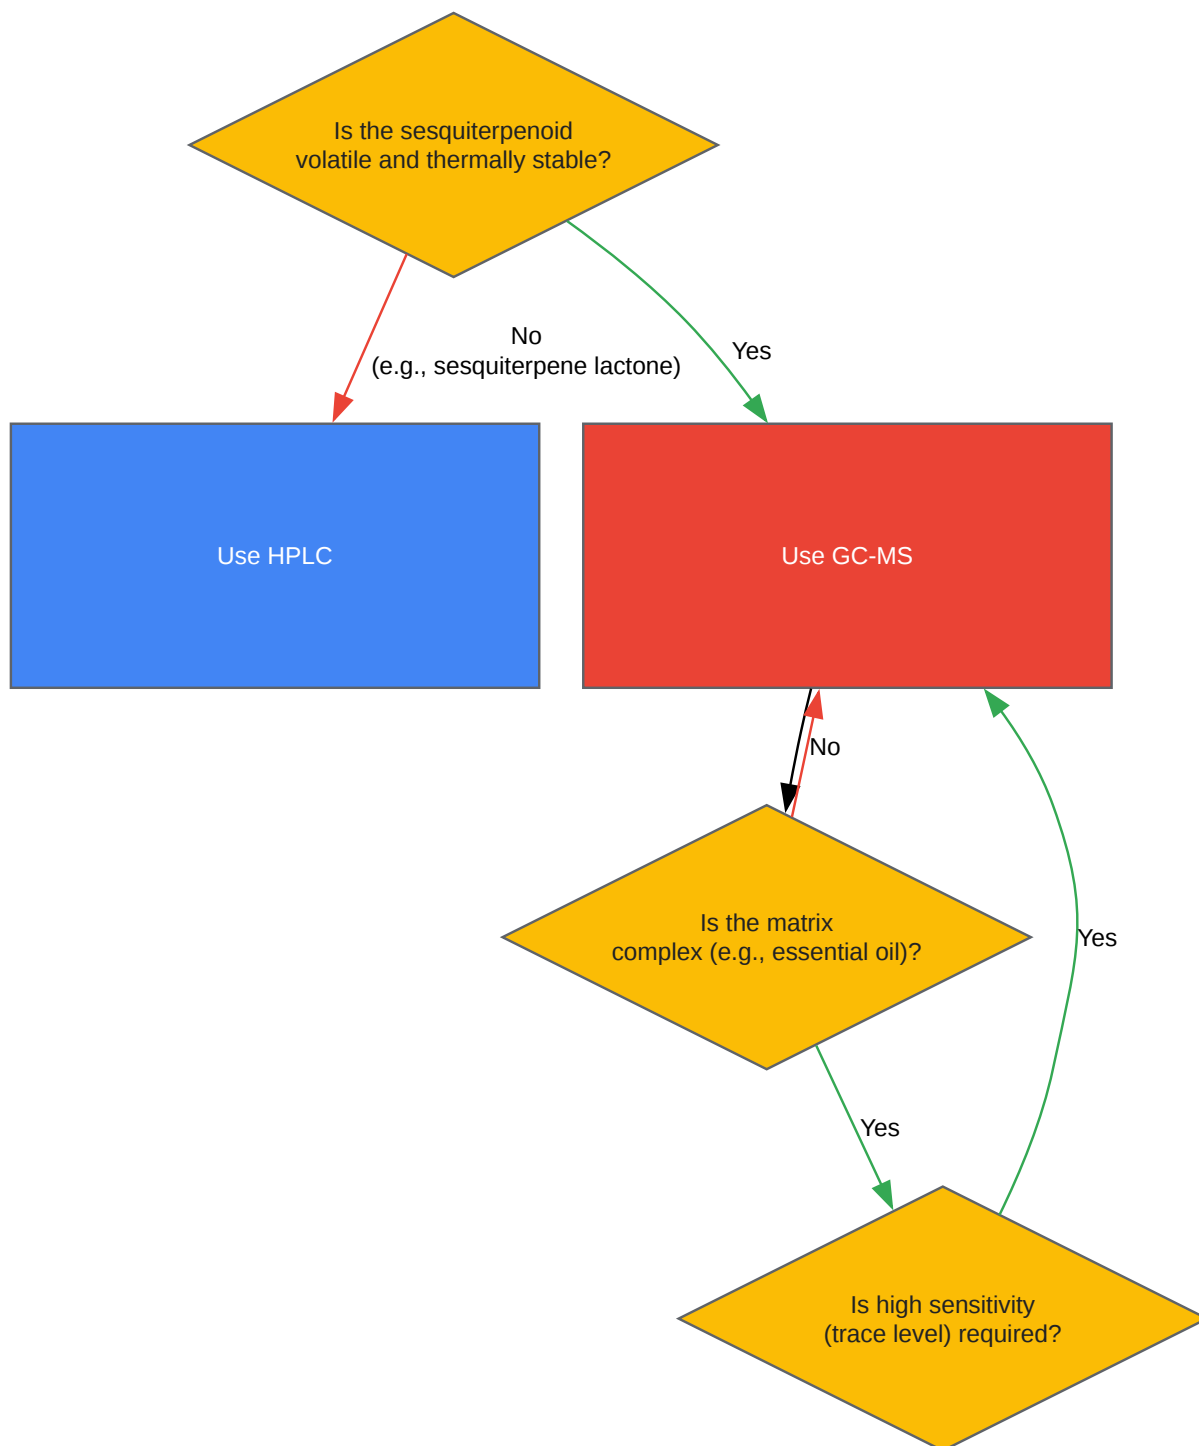 Is the sesquiterpenoid
volatile and thermally stable?
No
(e.g., sesquiterpene lactone)
Yes
Use HPLC
Use GC-MS
No
Is the matrix
complex (e.g., essential oil)?
Yes
Yes
Is high sensitivity
(trace level) required?